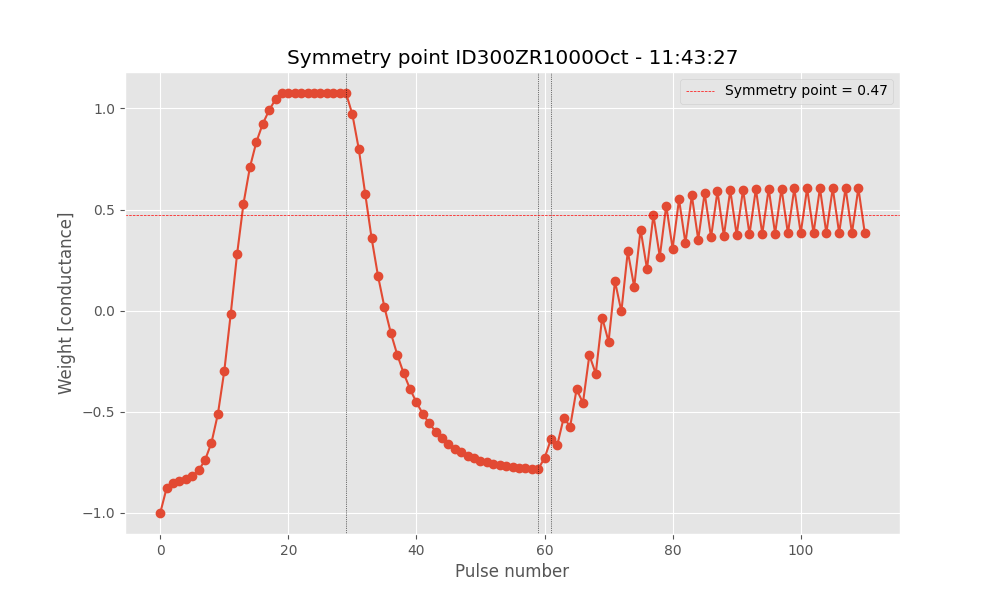 Symmetry point ID300ZR1000Oct - 11:43:27
Symmetry point = 0.47
Weight [conductance]
1.0
0.5
0.0
−0.5
−1.0
0 20 40 60 80 100
Pulse number